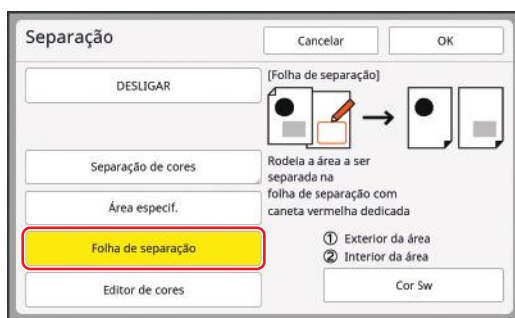 Separação
Cancelar
OK
DESLIGAR
Separação de cores
Área especif.
Folha de separação
Editor de cores
[Folha de separação]
Rodeia a área a ser
separada na
folha de separação com
caneta vermelha dedicada
① Exterior da área
② Interior da área
Cor Sw